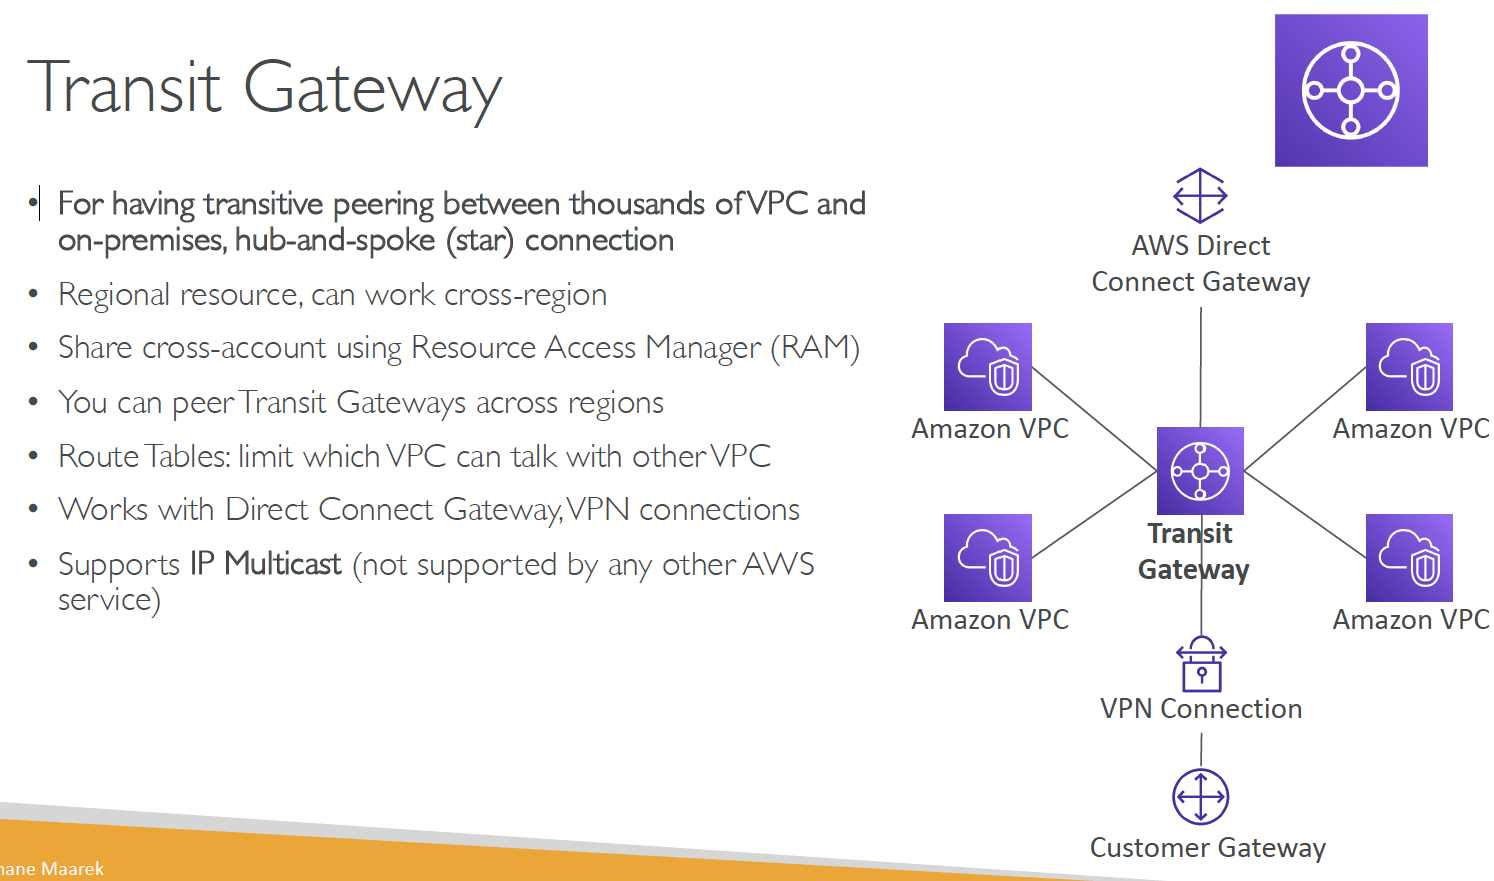 Transit Gateway
• For having transitive peering between thousands of VPC and
on-premises, hub-and-spoke (star) connection
• Regional resource, can work cross-region
• Share cross-account using Resource Access Manager (RAM)
• You can peer Transit Gateways across regions
• Route Tables: limit which VPC can talk with other VPC
• Works with Direct Connect Gateway, VPN connections
• Supports IP Multicast (not supported by any other AWS
service)
AWS Direct
Connect Gateway
Amazon VPC
Amazon VPC
Transit
Gateway
Amazon VPC
Amazon VPC
VPN Connection
Customer Gateway
Maarek